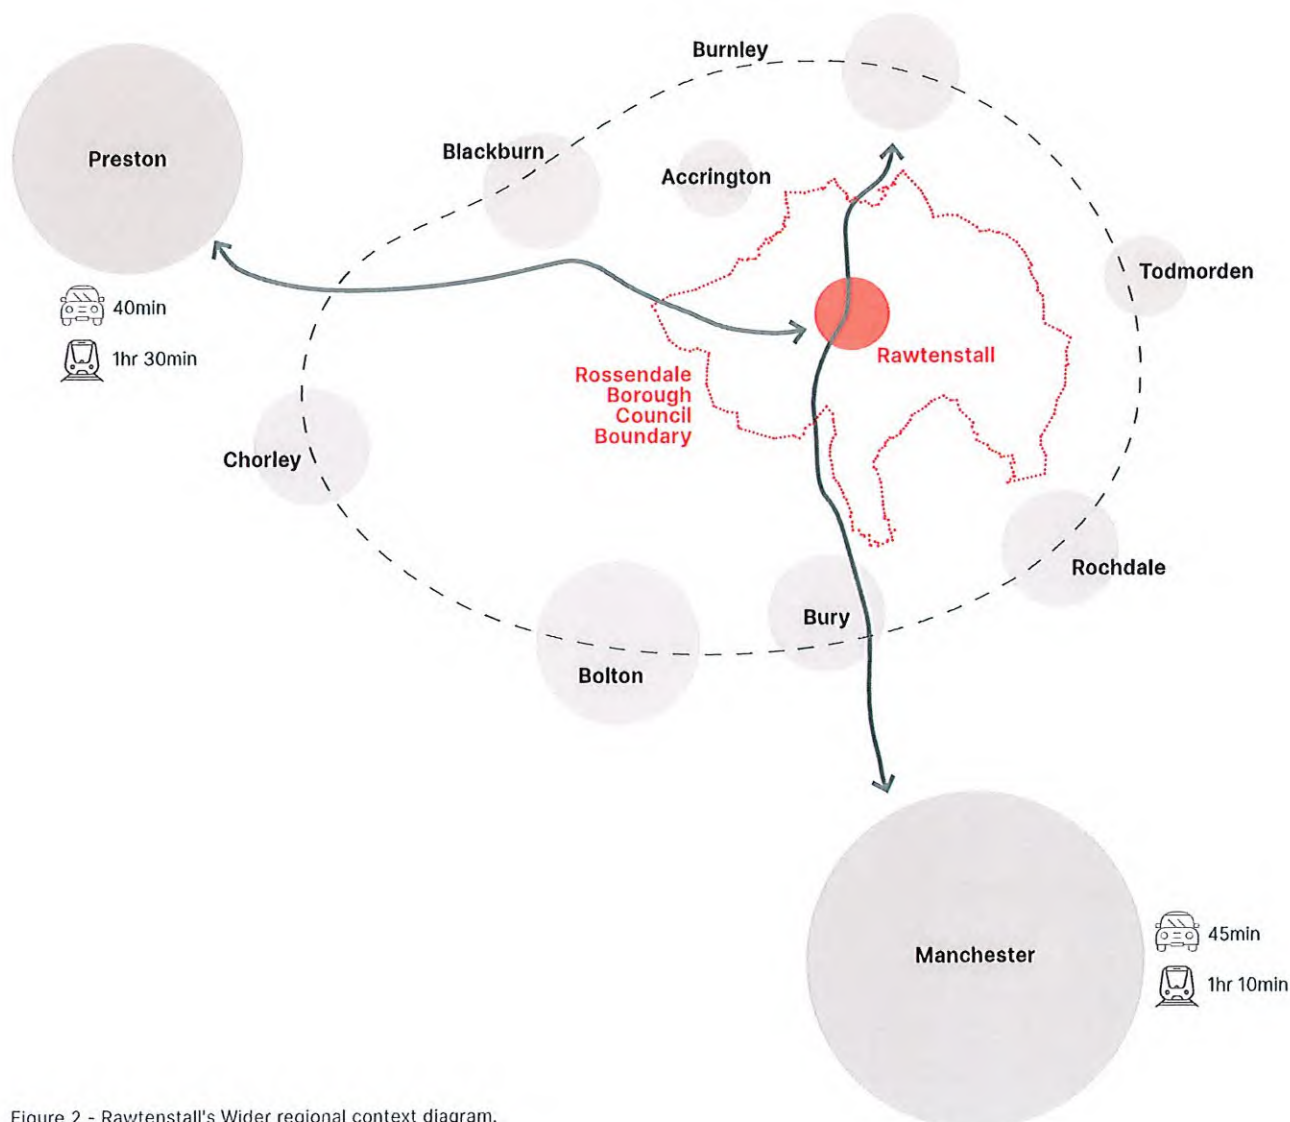 Burnley
Preston
Blackburn
Accrington
Todmorden
40min
1hr 30min
Rawtenstall
Rossendale
Borough
Council
Boundary
Chorley
Rochdale
Bury
Bolton
Manchester
45min
1hr 10min
Figure 2 - Rawtenstall's Wider regional context diagram.